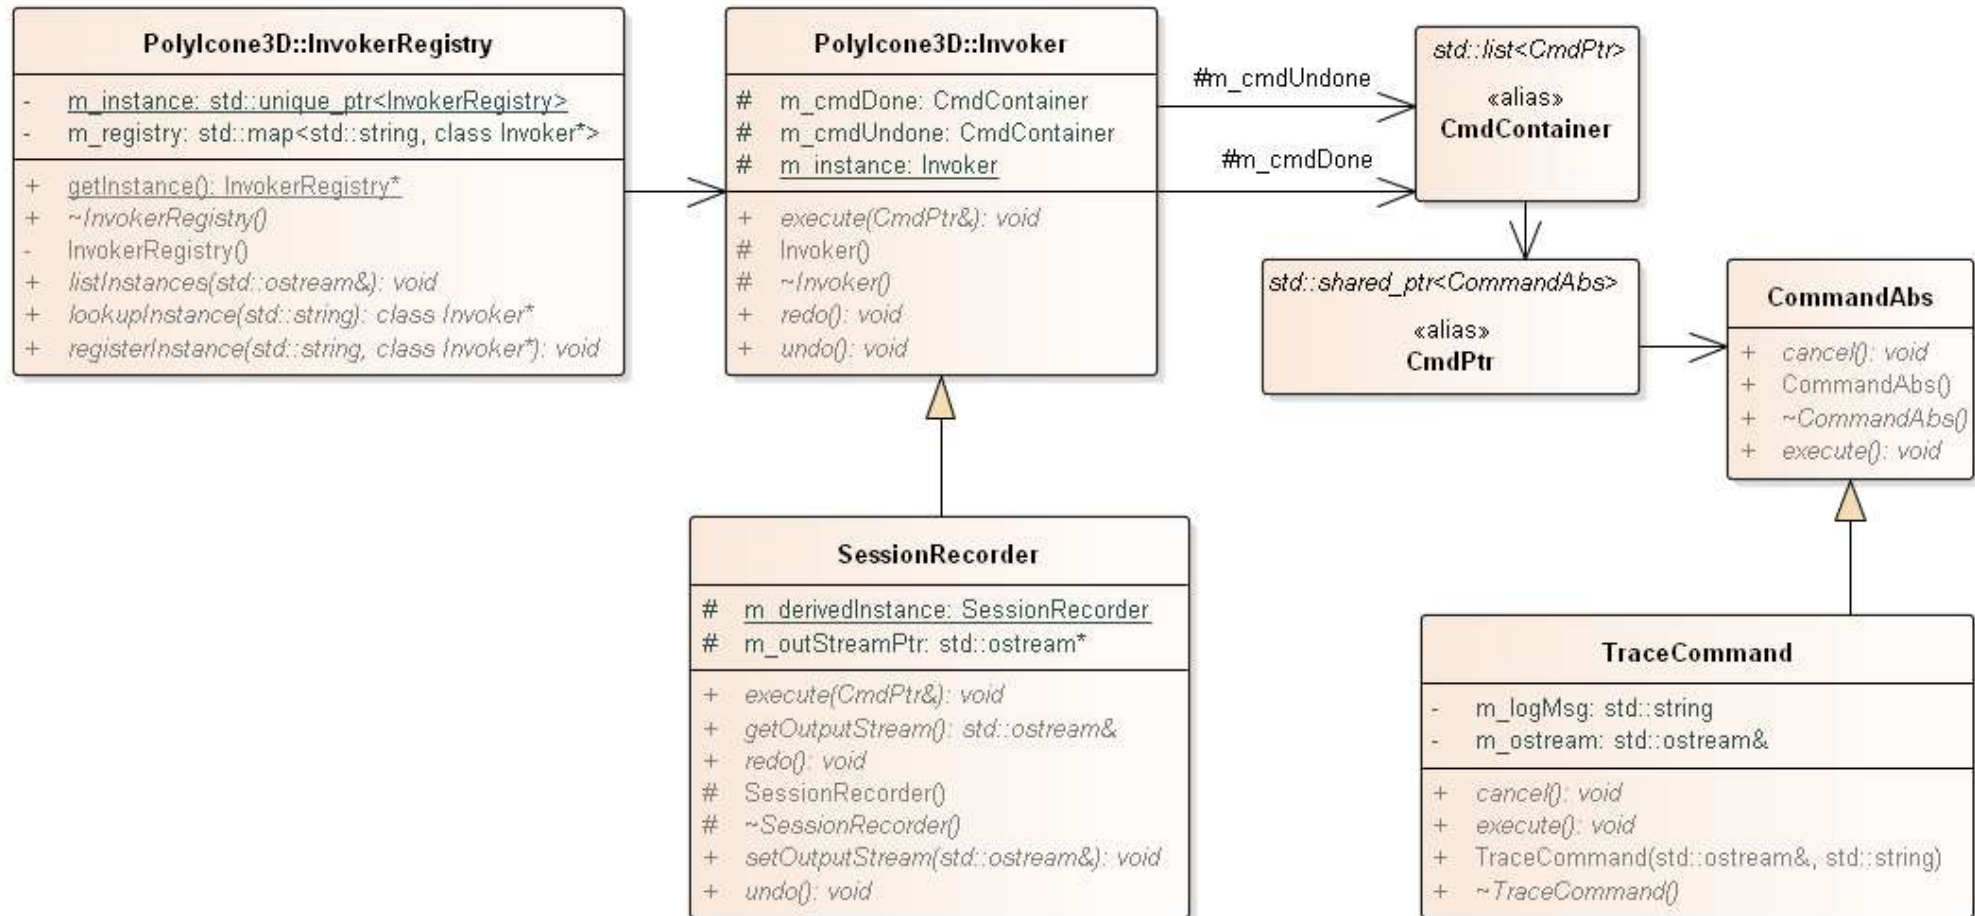 PolyIcone3D::InvokerRegistry
- m_instance: std::unique_ptr<InvokerRegistry>
- m_registry: std::map<std::string, class Invoker*>
+ getInstance(): InvokerRegistry*
+ ~InvokerRegistry()
- InvokerRegistry()
+ listInstances(std::ostream&): void
+ lookupInstance(std::string): class Invoker*
+ registerInstance(std::string, class Invoker*): void
PolyIcone3D::Invoker
# m_cmdDone: CmdContainer
# m_cmdUndone: CmdContainer
# m_instance: Invoker
+ execute(CmdPtr&): void
# Invoker()
# ~Invoker()
+ redo(): void
+ undo(): void
#m_cmdUndone
#m_cmdDone
std::list<CmdPtr>
«alias»
CmdContainer
std::shared_ptr<CommandAbs>
«alias»
CmdPtr
CommandAbs
+ cancel(): void
+ CommandAbs()
+ ~CommandAbs()
+ execute(): void
SessionRecorder
# m_derivedInstance: SessionRecorder
# m_outStreamPtr: std::ostream*
+ execute(CmdPtr&): void
+ getOutputStream(): std::ostream&
+ redo(): void
# SessionRecorder()
# ~SessionRecorder()
+ setOutputStream(std::ostream&): void
+ undo(): void
TraceCommand
- m_logMsg: std::string
- m_ostream: std::ostream&
+ cancel(): void
+ execute(): void
+ TraceCommand(std::ostream&, std::string)
+ ~TraceCommand()